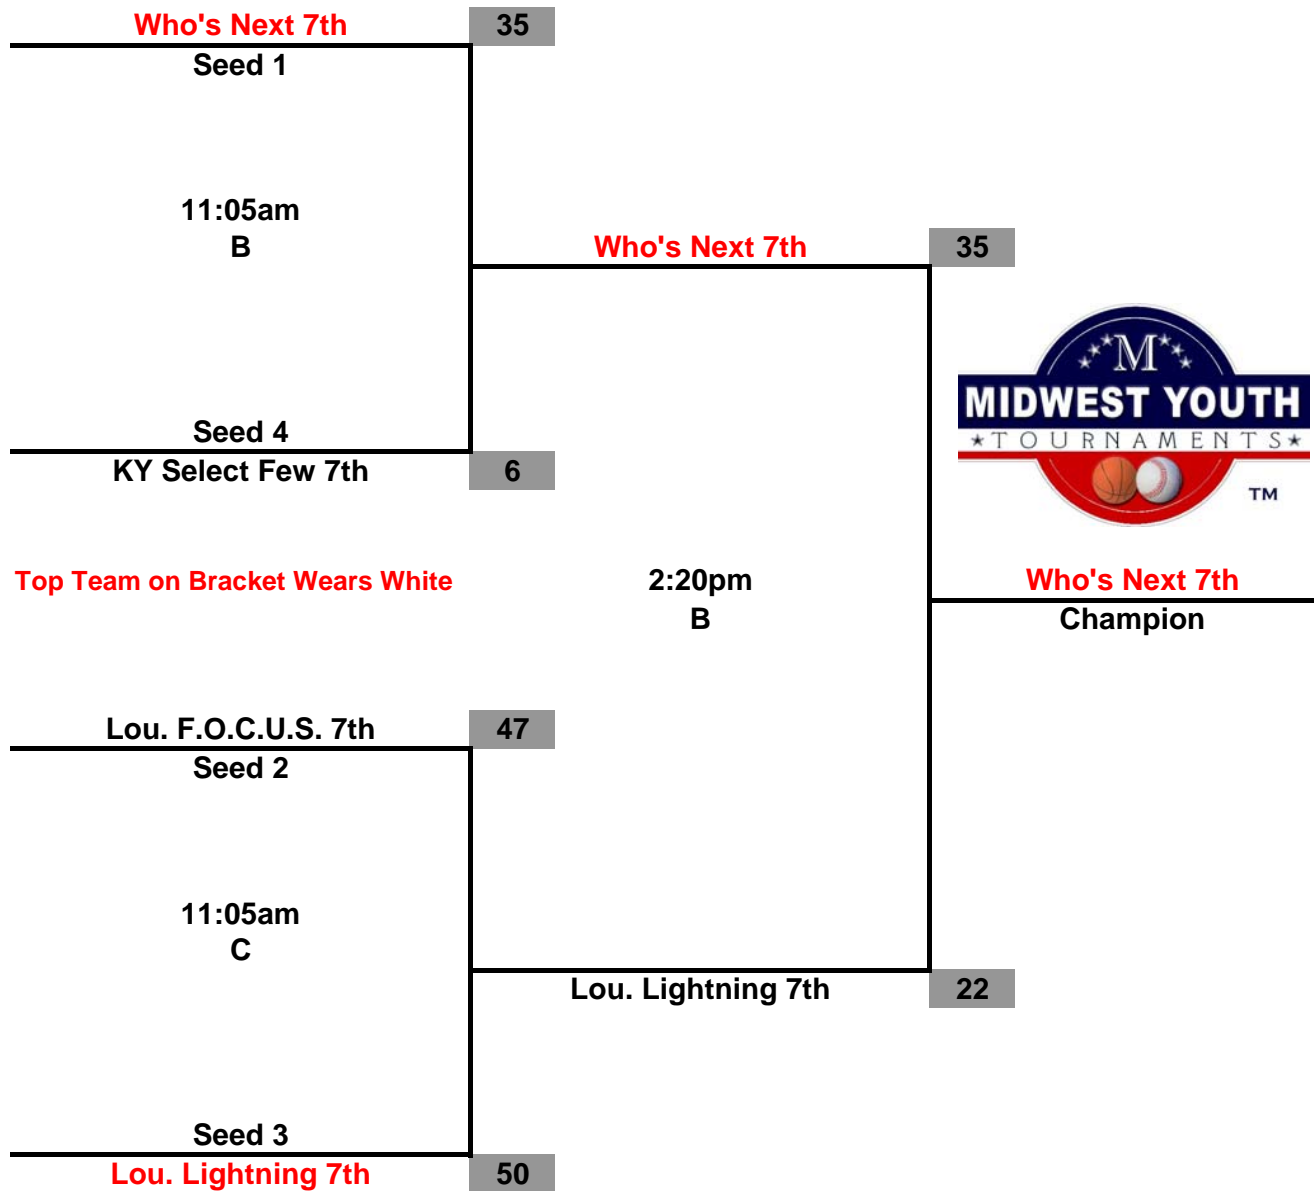 Who's Next 7th 35
Seed 1
11:05am
B
Who's Next 7th 35
M
MIDWEST YOUTH
★TOURNAMENTS★
TM
Seed 4
KY Select Few 7th 6
Top Team on Bracket Wears White
2:20pm
B
Who's Next 7th
Champion
Lou. F.O.C.U.S. 7th 47
Seed 2
11:05am
C
Lou. Lightning 7th 22
Seed 3
Lou. Lightning 7th 50